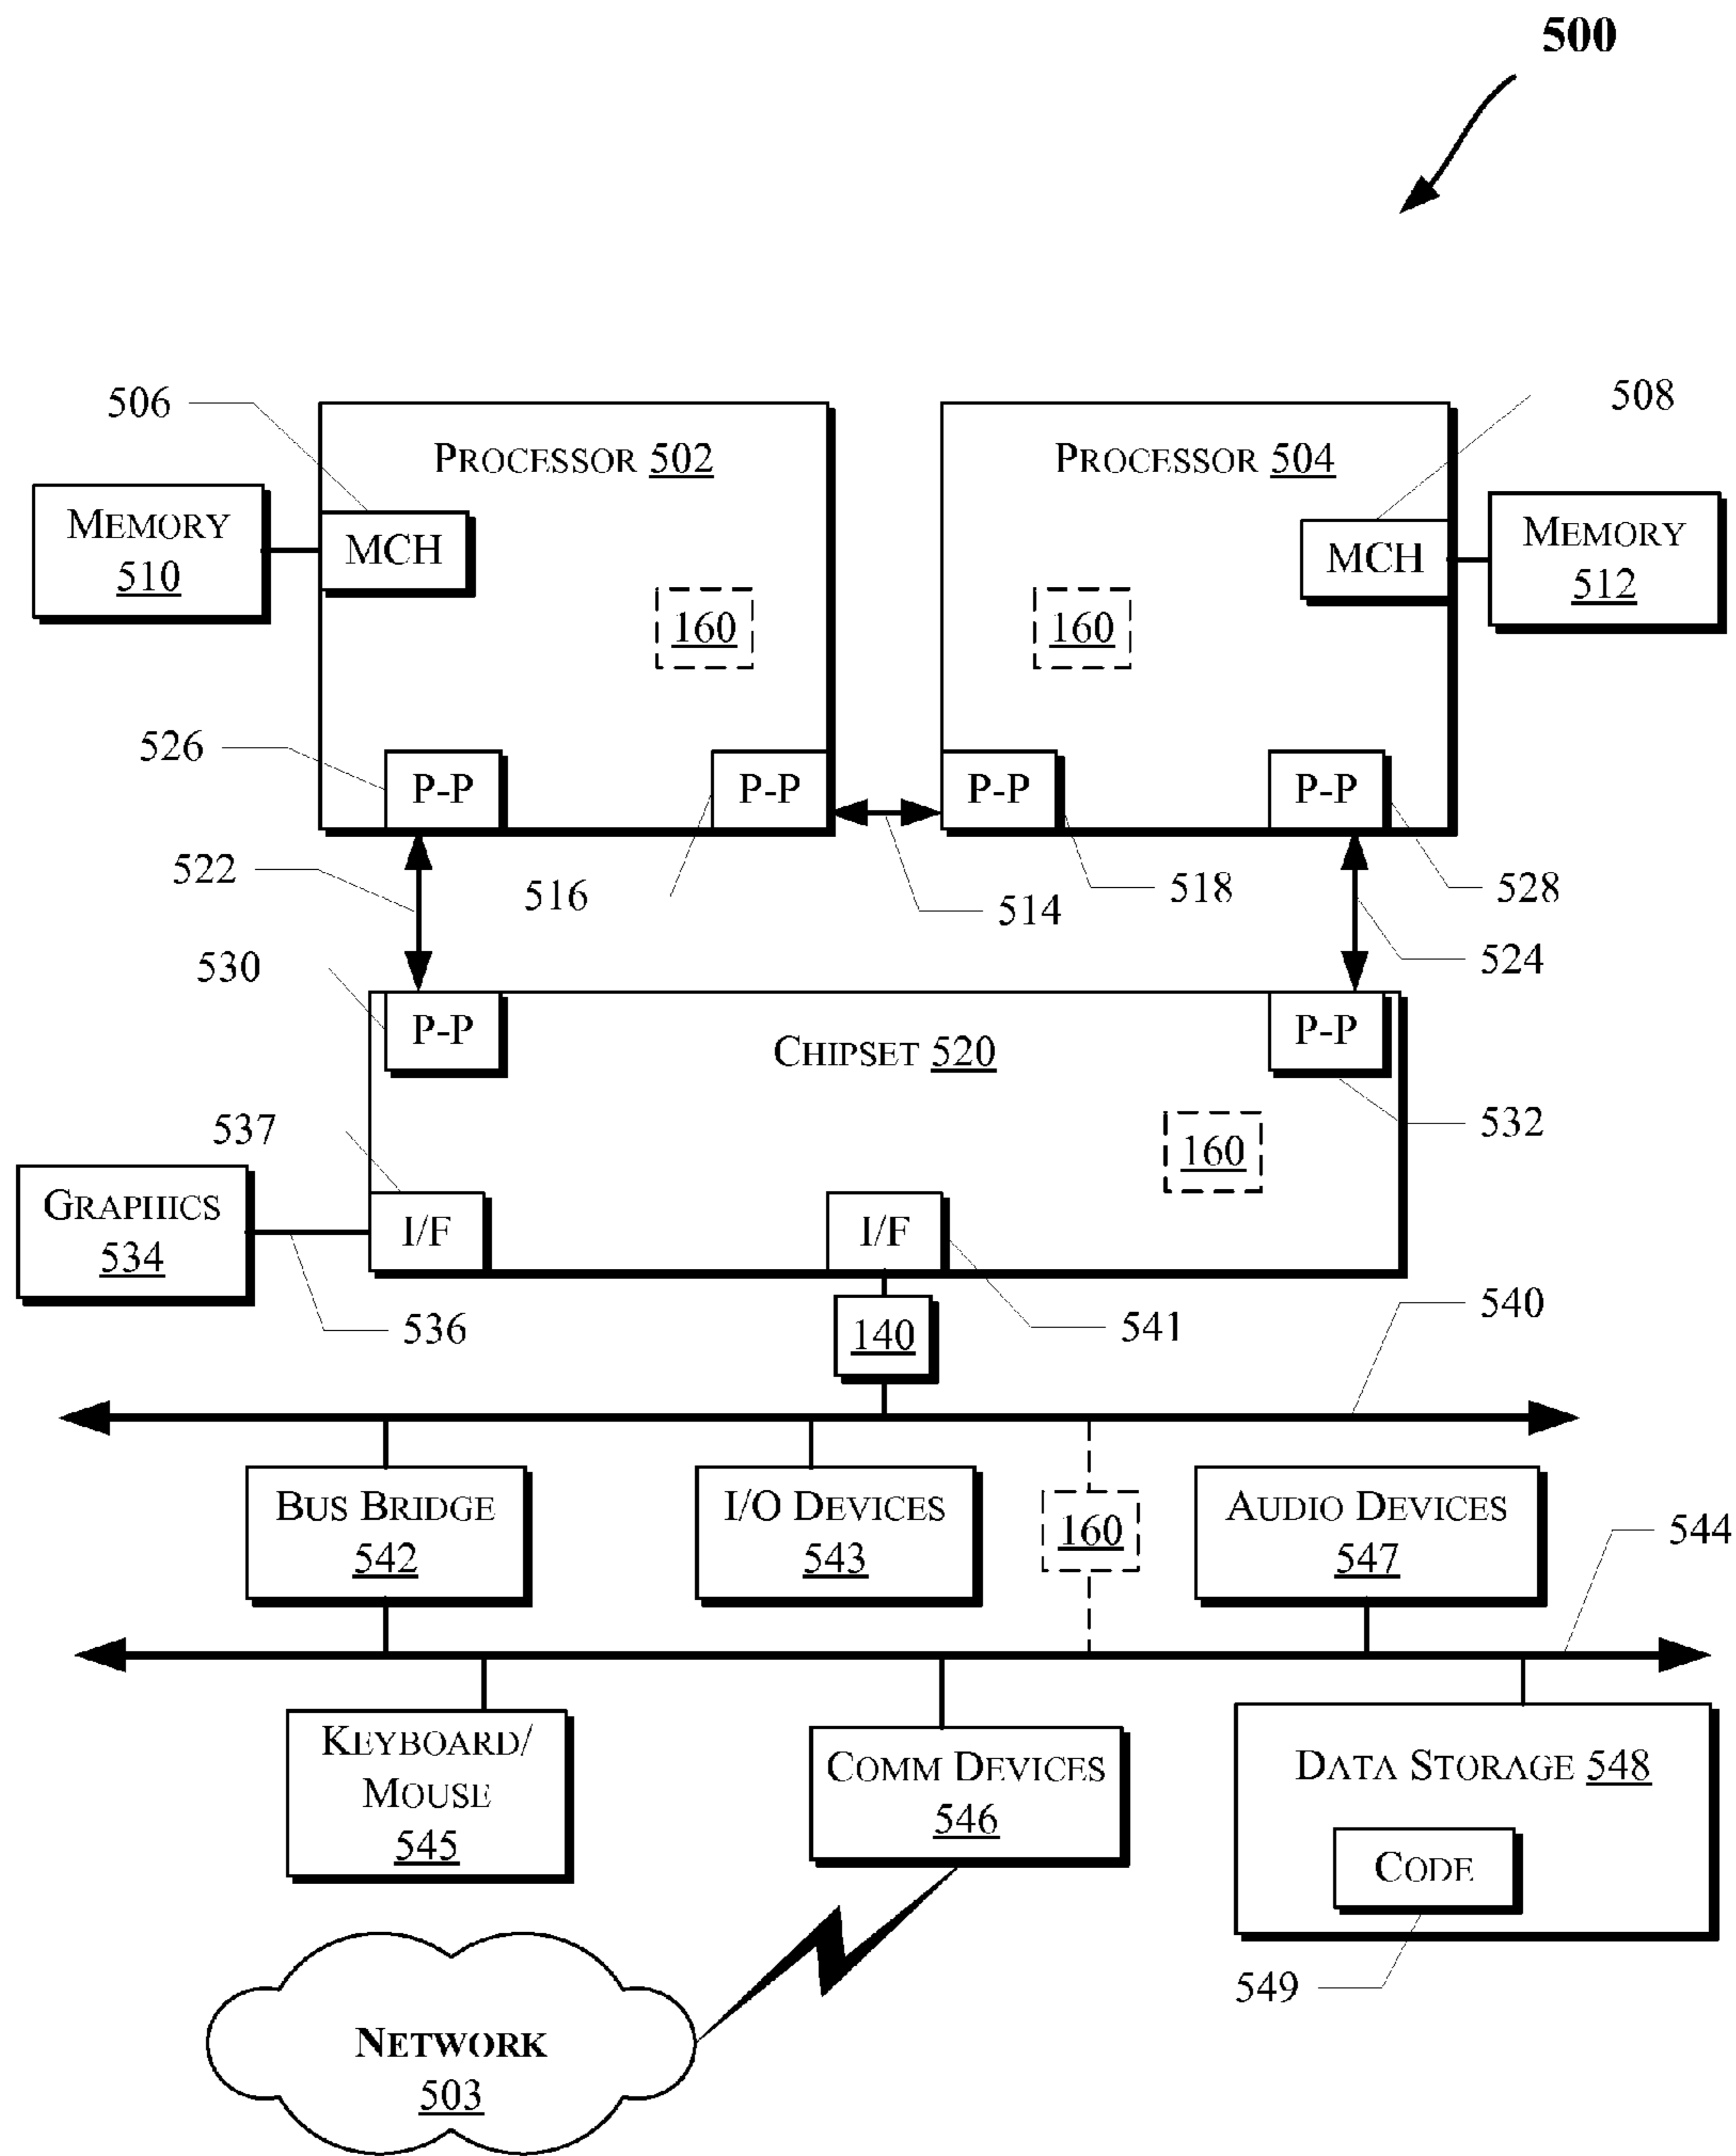 500
506
508
PROCESSOR 502
PROCESSOR 504
MEMORY
510
MCH
MCH
MEMORY
512
160
160
526
P-P
P-P
P-P
P-P
522
516
514
518
528
524
530
P-P
CHIPSET 520
P-P
537
160
532
GRAPHICS
534
I/F
I/F
536
140
541
540
BUS BRIDGE
542
I/O DEVICES
543
160
AUDIO DEVICES
547
544
KEYBOARD/
MOUSE
545
COMM DEVICES
546
DATA STORAGE 548
CODE
549
NETWORK
503